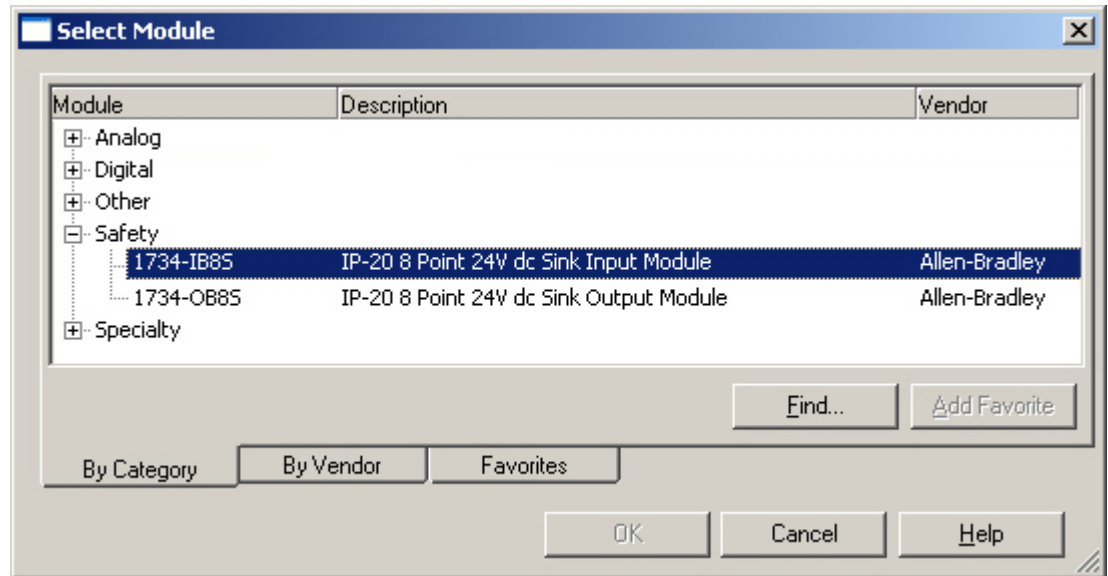 Select Module
Module Description Vendor
Analog
Digital
Other
Safety
1734-IB8S IP-20 8 Point 24V dc Sink Input Module Allen-Bradley
1734-OB8S IP-20 8 Point 24V dc Sink Output Module Allen-Bradley
Specialty
Find... Add Favorite
By Category By Vendor Favorites
OK Cancel Help